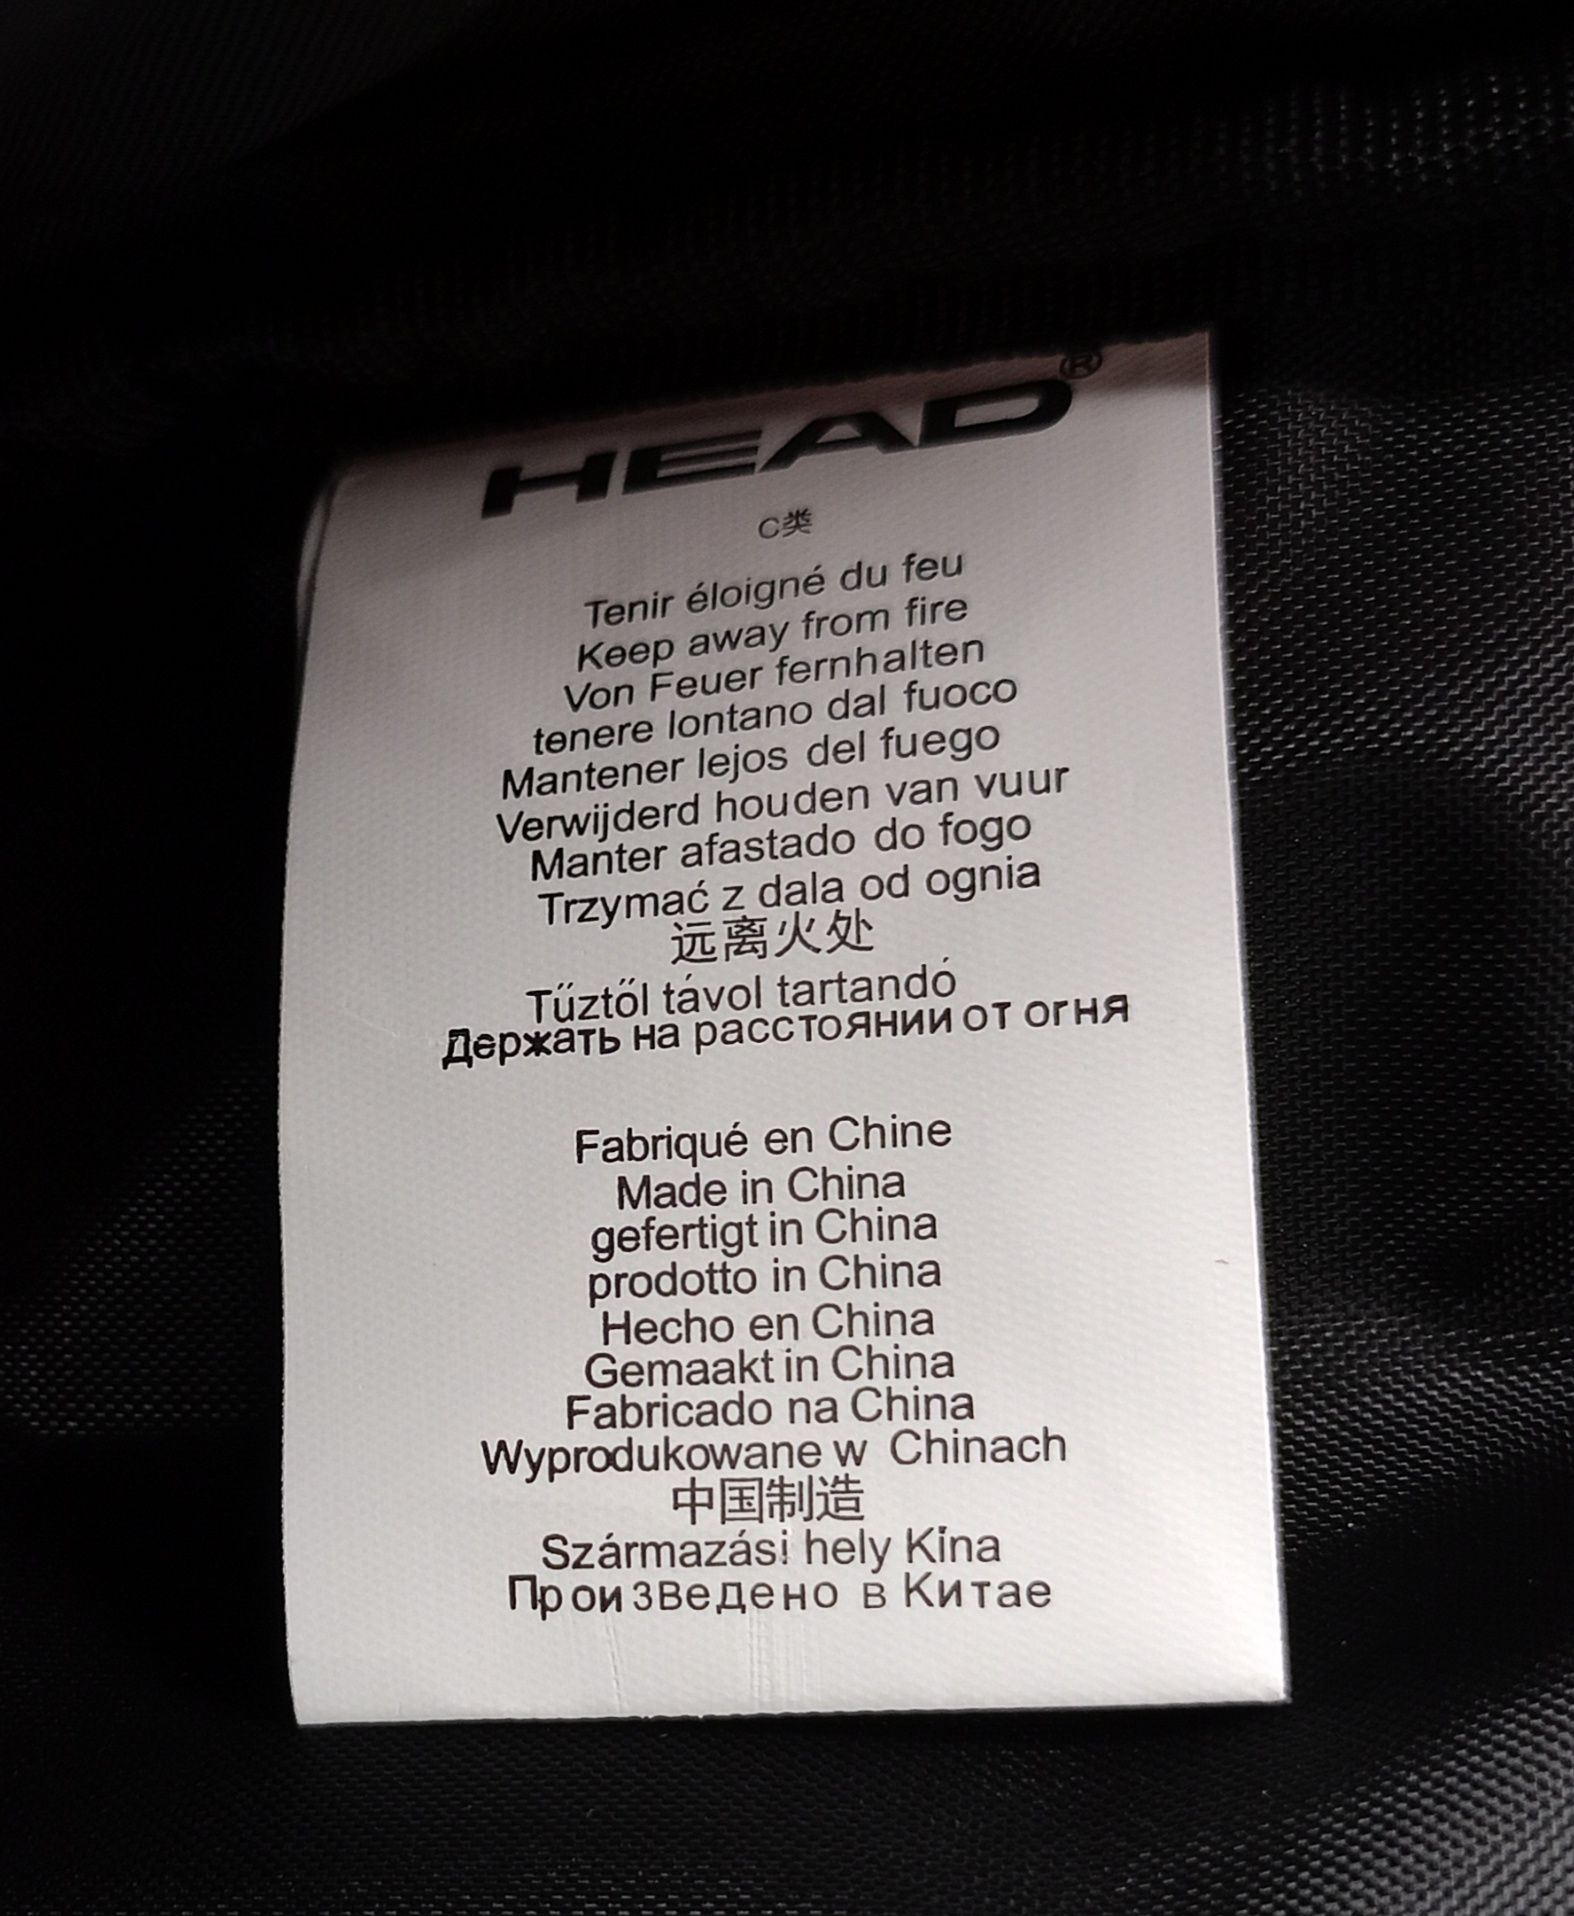 HEAD®
C类
Tenir éloigné du feu
Keep away from fire
Von Feuer fernhalten
tenere lontano dal fuoco
Mantener lejos del fuego
Verwijderd houden van vuur
Manter afastado do fogo
Trzymać z dala od ognia
远离火处
Tűztől távol tartandó
Держать на расстоянии от огня
Fabriqué en Chine
Made in China
gefertigt in China
prodotto in China
Hecho en China
Gemaakt in China
Fabricado na China
Wyprodukowane w Chinach
中国制造
Származási hely Kína
Произведено в Китае